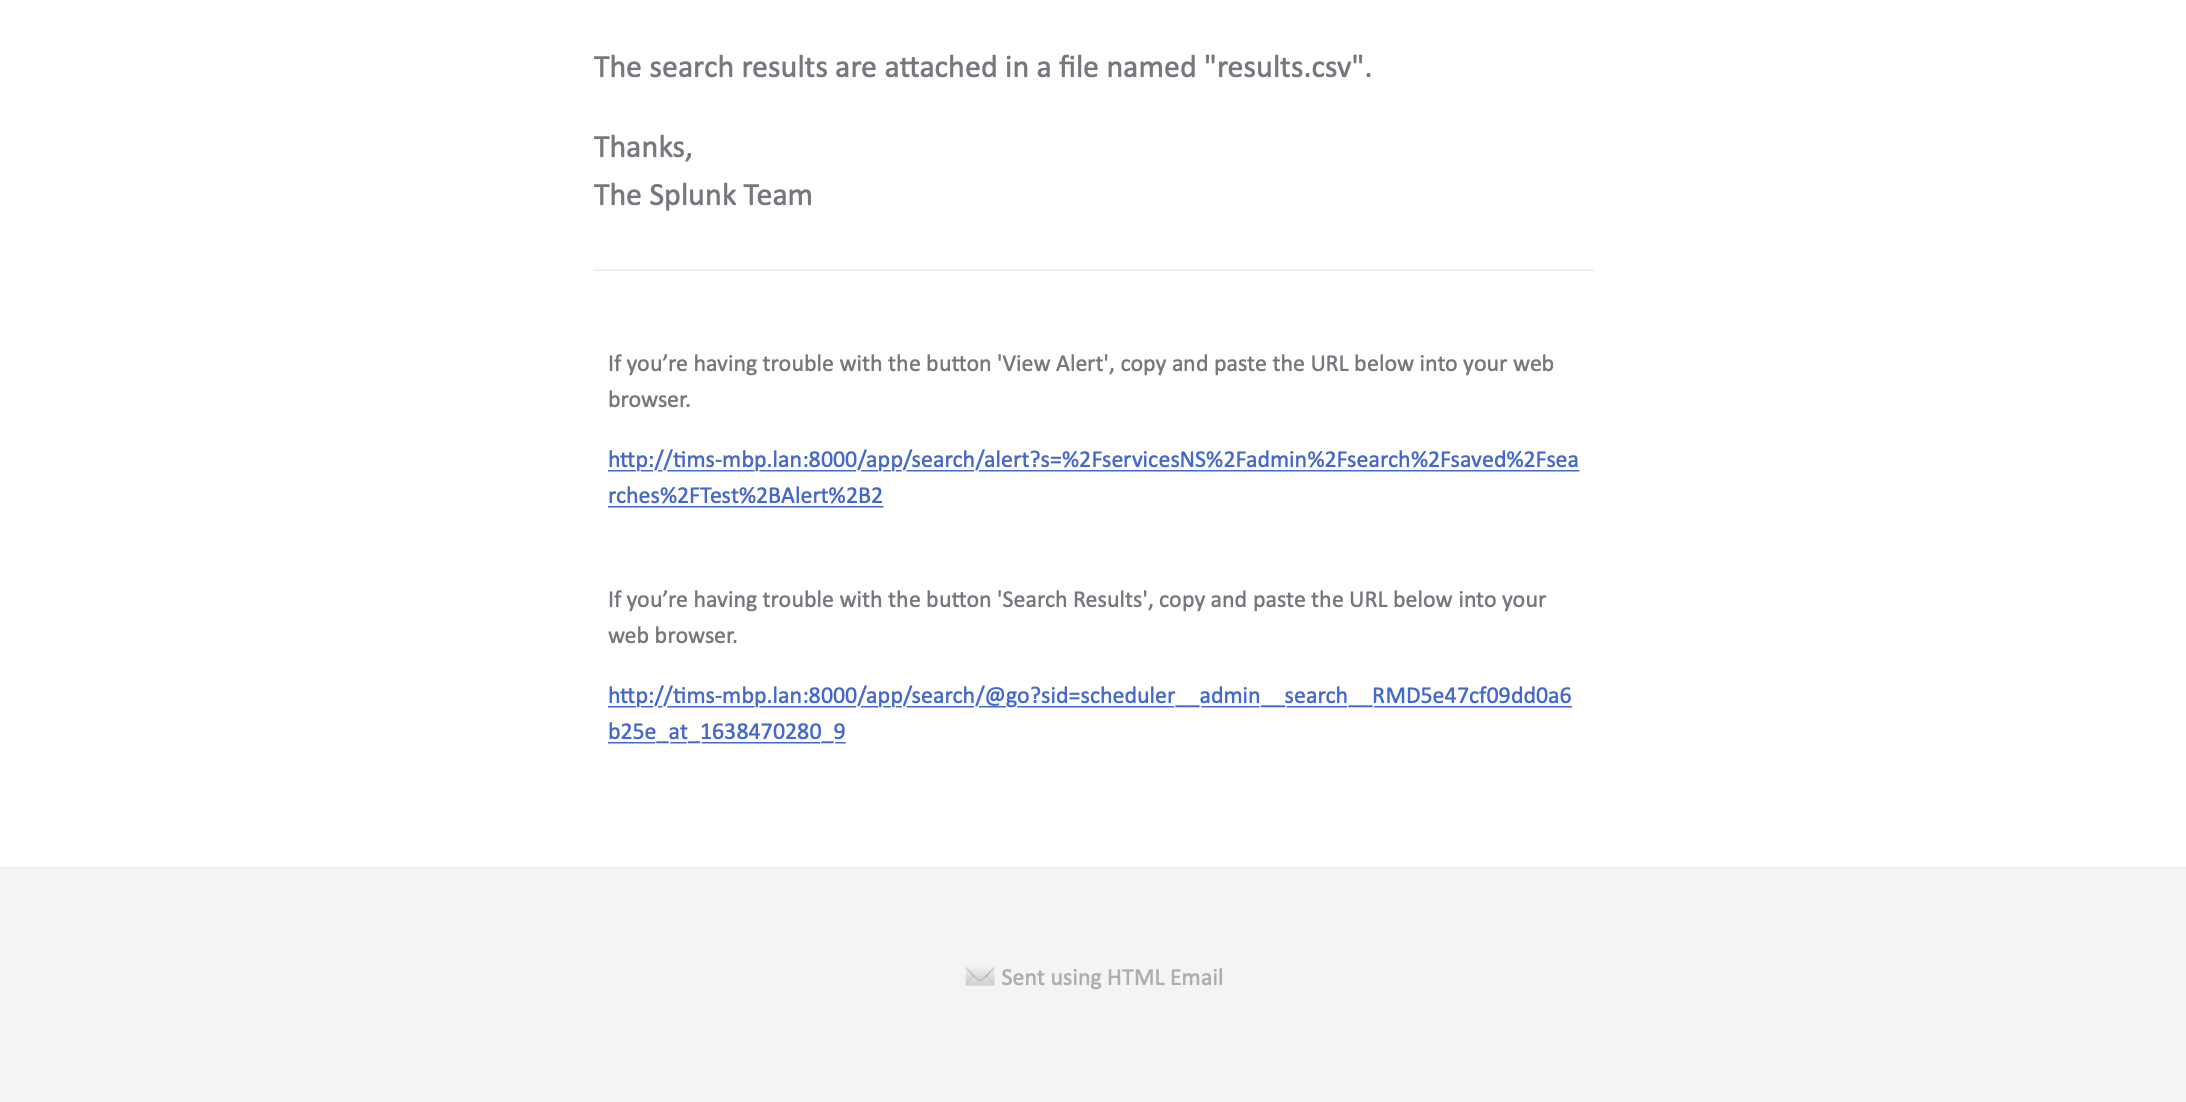 The search results are attached in a file named "results.csv".
Thanks,
The Splunk Team
If you’re having trouble with the button 'View Alert', copy and paste the URL below into your web
browser.
http://tims-mbp.lan:8000/app/search/alert?s=%2FservicesNS%2Fadmin%2Fsearch%2Fsaved%2Fsea
rches%2FTest%2BAlert%2B2
If you’re having trouble with the button 'Search Results', copy and paste the URL below into your
web browser.
http://tims-mbp.lan:8000/app/search/@go?sid=scheduler__admin__search__RMD5e47cf09dd0a6
b25e_at_1638470280_9
Sent using HTML Email